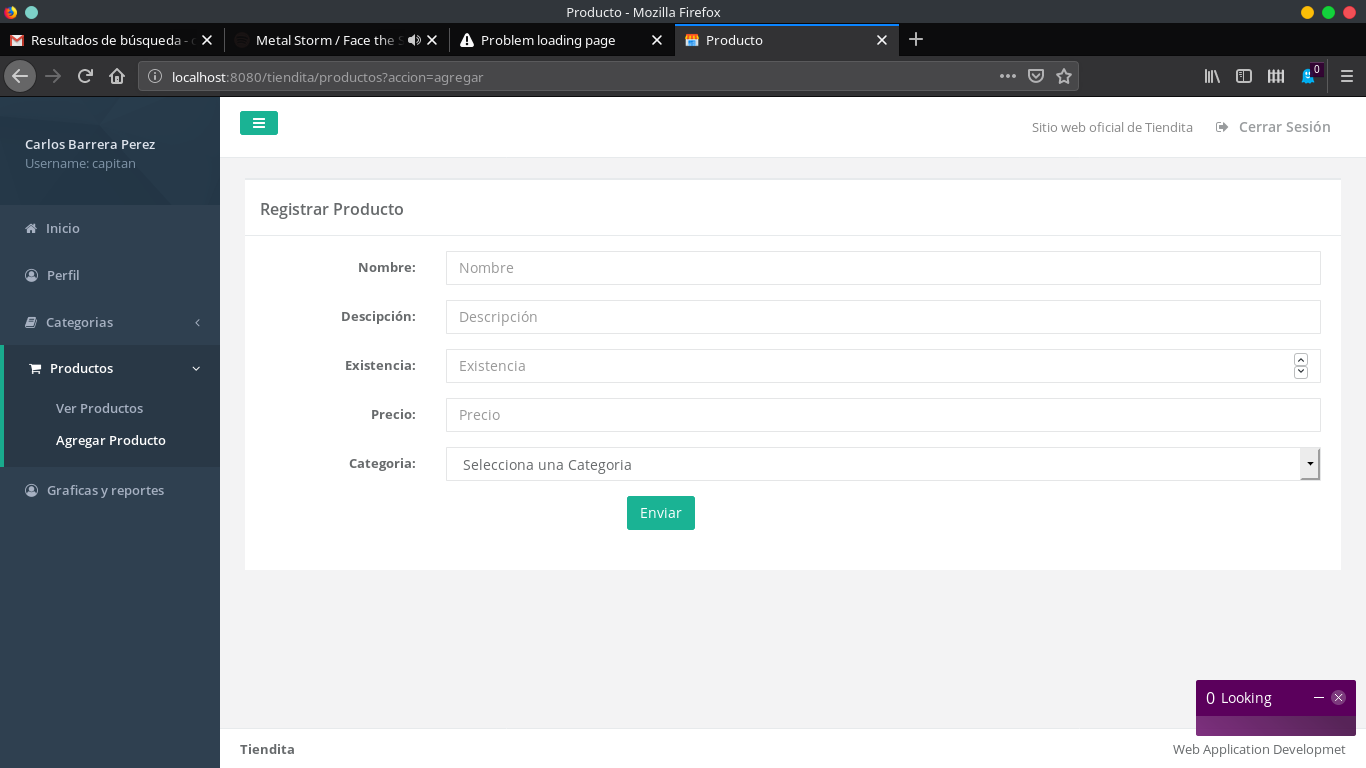 Producto - Mozilla Firefox
Resultados de búsqueda - c
Metal Storm / Face the S
Problem loading page
Producto
localhost:8080/tiendita/productos?accion=agregar
0
Carlos Barrera Perez
Username: capitan
Sitio web oficial de Tiendita
Cerrar Sesión
Inicio
Perfil
Categorias
Productos
Ver Productos
Agregar Producto
Graficas y reportes
Registrar Producto
Nombre:
Nombre
Descipción:
Descripción
Existencia:
Existencia
Precio:
Precio
Categoria:
Selecciona una Categoria
Enviar
0 Looking
Tiendita
Web Application Developmet